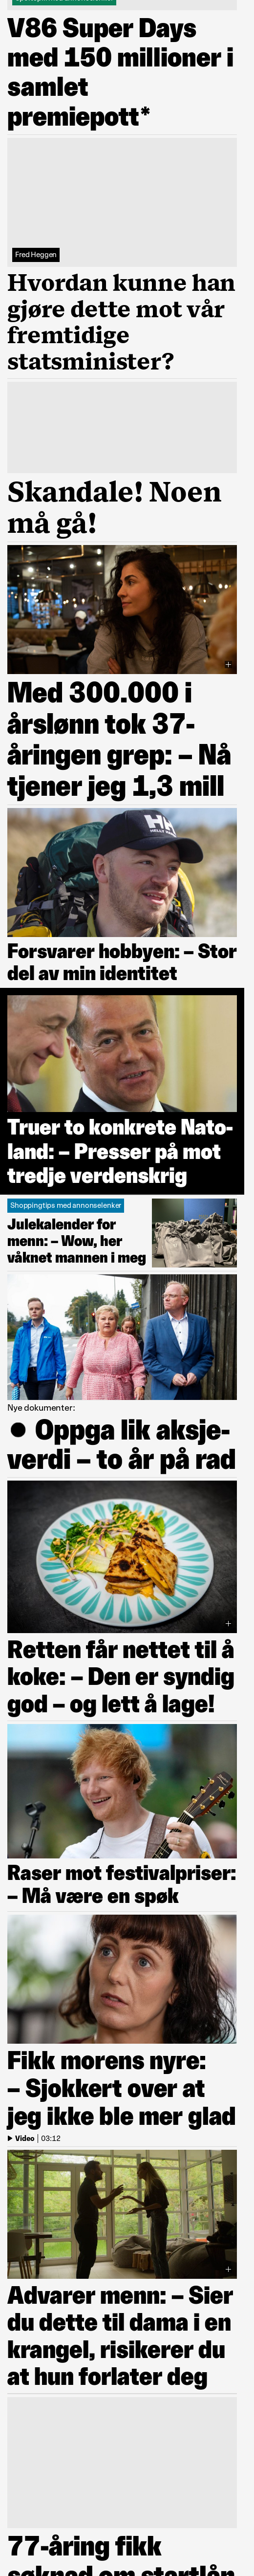 V86 Super Days
med 150 millioner i
samlet
premiepott*
Fred Heggen
Hvordan kunne han
gjøre dette mot vår
fremtidige
statsminister?
Skandale! Noen
må gå!
Med 300.000 i
årslønn tok 37-
åringen grep: – Nå
tjener jeg 1,3 mill
HH
HELLY HANSEN
Forsvarer hobbyen: – Stor
del av min identitet
Truer to konkrete Nato-
land: – Presser på mot
tredje verdenskrig
Shoppingtips med annonselenker
Julekalender for
menn: – Wow, her
våknet mannen i meg
Nye dokumenter:
● Oppga lik aksje-
verdi – to år på rad
Retten får nettet til å
koke: – Den er syndig
god – og lett å lage!
Raser mot festivalpriser:
– Må være en spøk
Fikk morens nyre:
– Sjokkert over at
jeg ikke ble mer glad
Video | 03:12
Advarer menn: – Sier
du dette til dama i en
krangel, risikerer du
at hun forlater deg
77-åring fikk